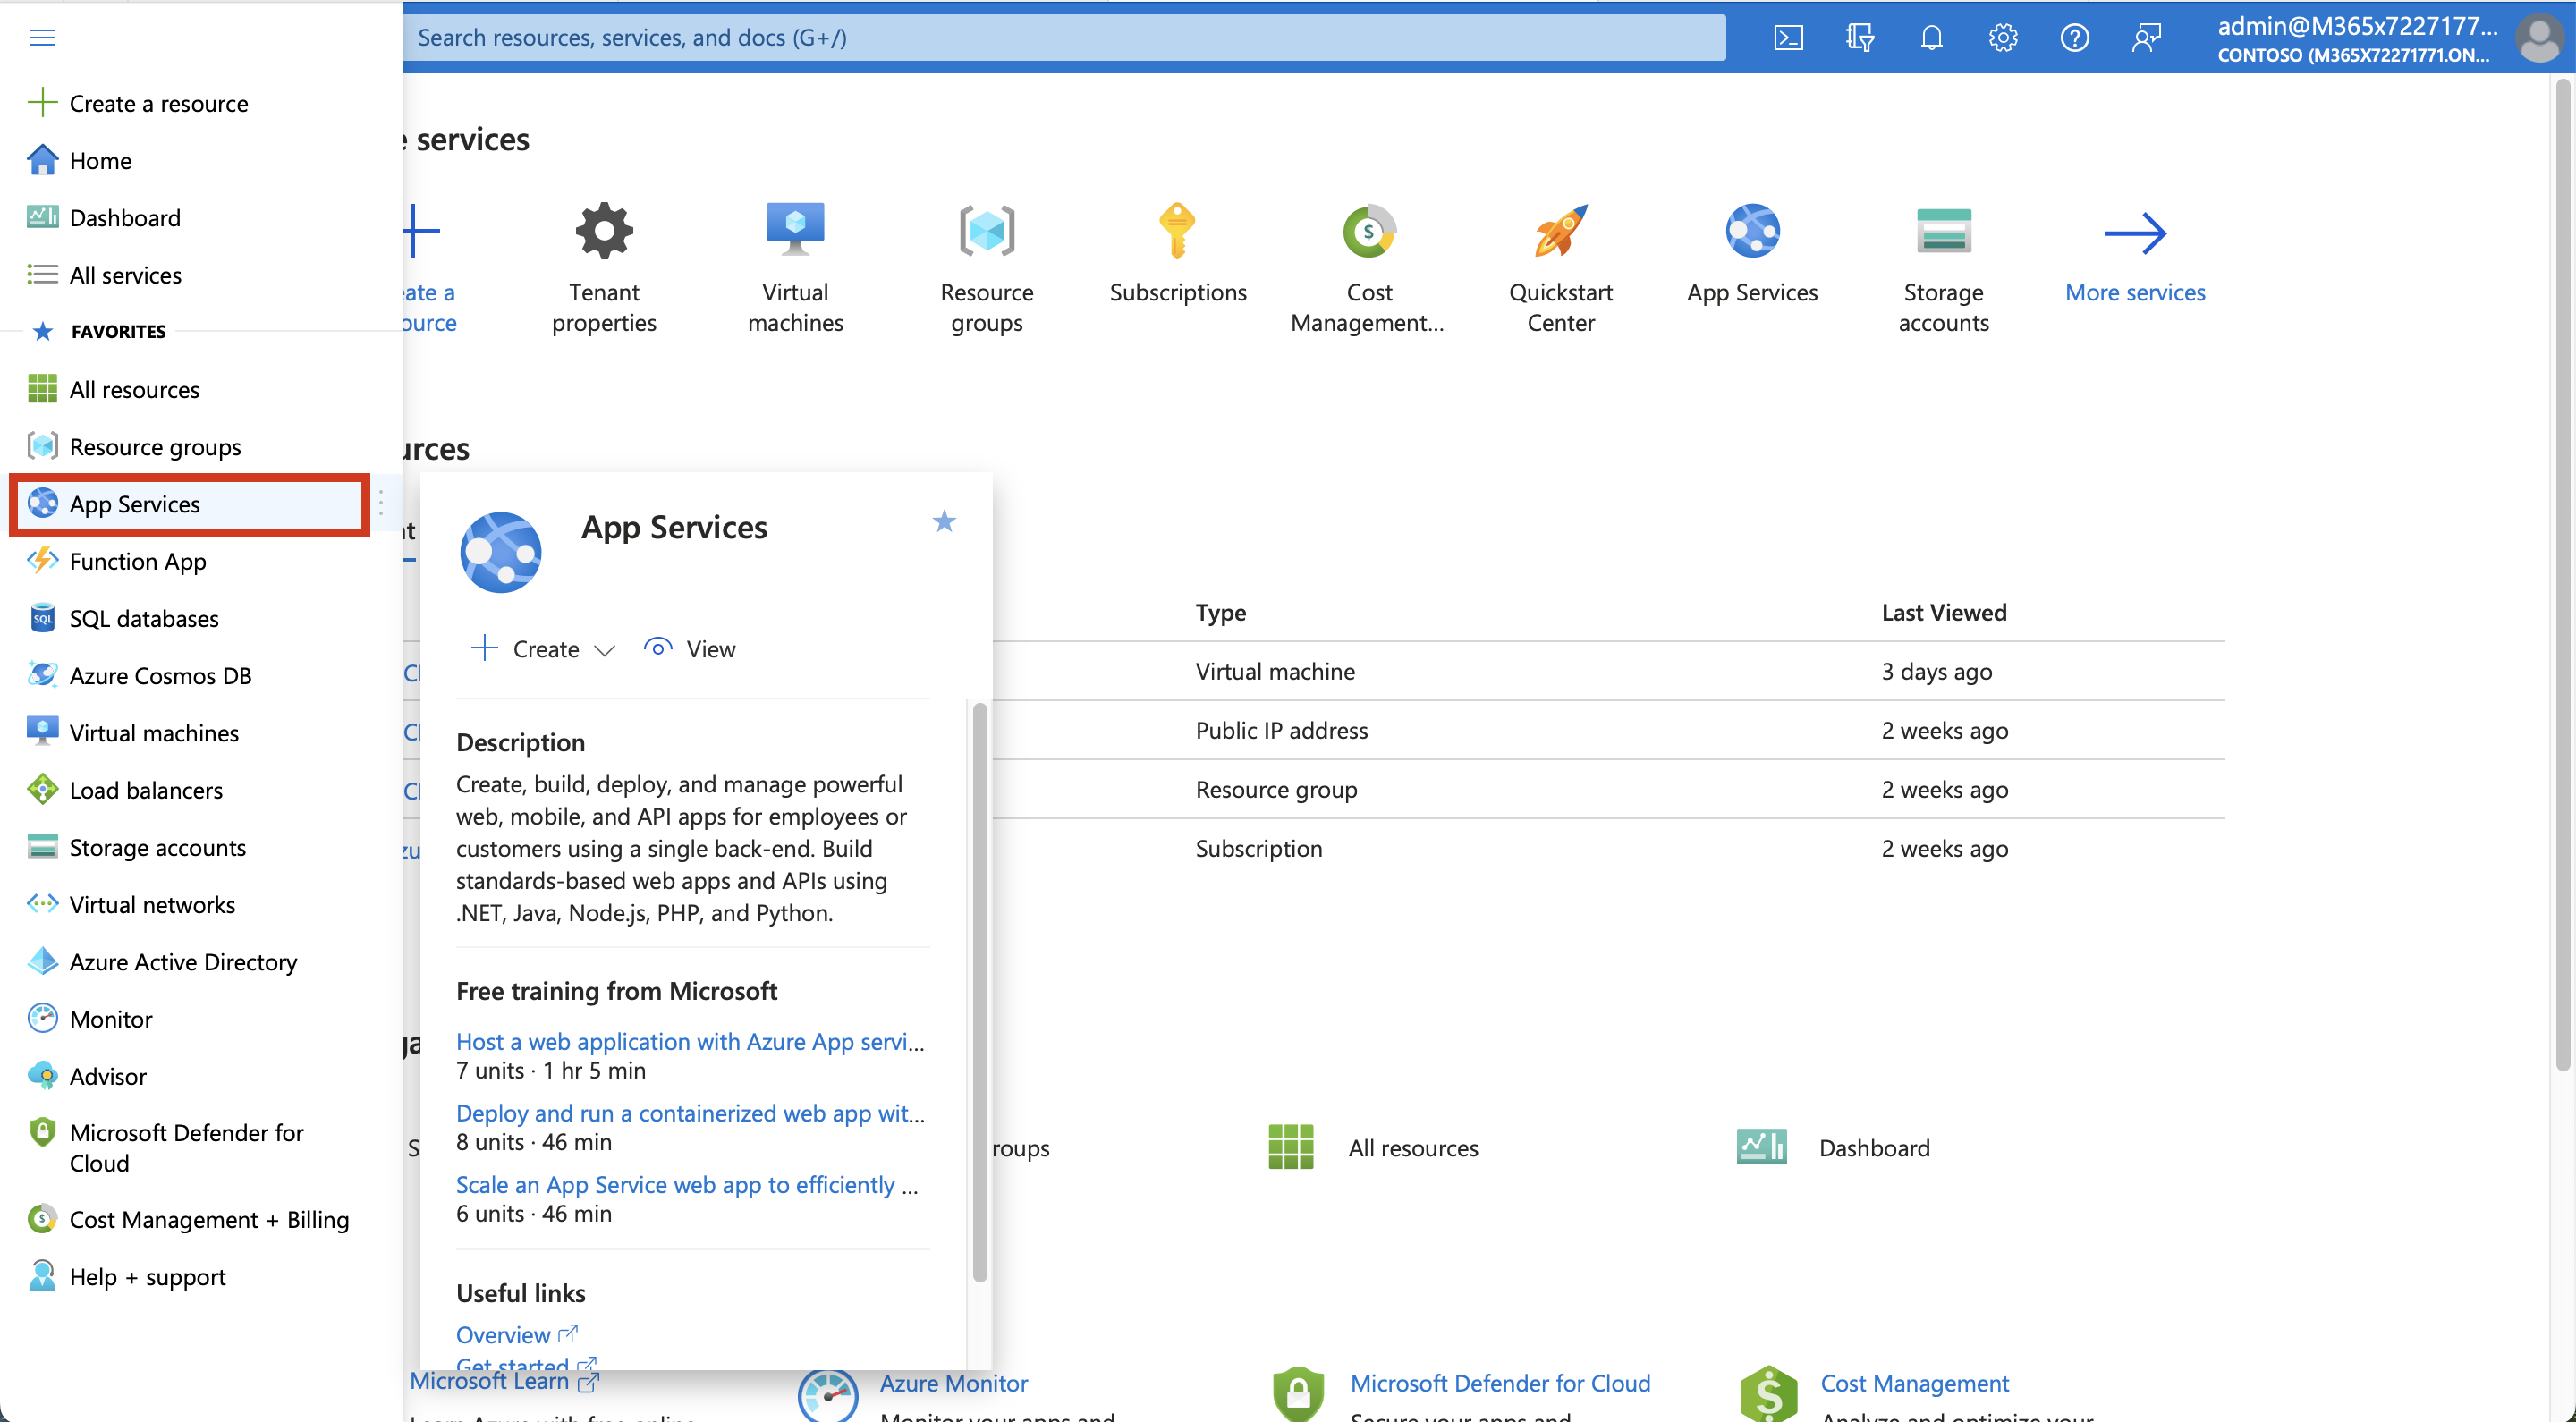 Search resources, services, and docs (G+/)
admin@M365x7227177...
CONTOSO (M365X72271771.ON...
Create a resource
Home
Dashboard
All services
FAVORITES
All resources
Resource groups
App Services
Function App
SQL databases
Azure Cosmos DB
Virtual machines
Load balancers
Storage accounts
Virtual networks
Azure Active Directory
Monitor
Advisor
Microsoft Defender for
Cloud
Cost Management + Billing
Help + support
services
Tenant
properties
Virtual
machines
Resource
groups
Subscriptions
Cost
Management...
Quickstart
Center
App Services
Storage
accounts
More services
App Services
Create
View
Description
Create, build, deploy, and manage powerful
web, mobile, and API apps for employees or
customers using a single back-end. Build
standards-based web apps and APIs using
.NET, Java, Node.js, PHP, and Python.
Free training from Microsoft
Host a web application with Azure App servi...
7 units · 1 hr 5 min
Deploy and run a containerized web app wit...
8 units · 46 min
Scale an App Service web app to efficiently ...
6 units · 46 min
Useful links
Overview
Get started
Type
Last Viewed
Virtual machine
3 days ago
Public IP address
2 weeks ago
Resource group
2 weeks ago
Subscription
2 weeks ago
roups
All resources
Dashboard
Microsoft Learn
Azure Monitor
Monitor your apps and
Microsoft Defender for Cloud
Secure your apps and
Cost Management
Analyze and optimize your